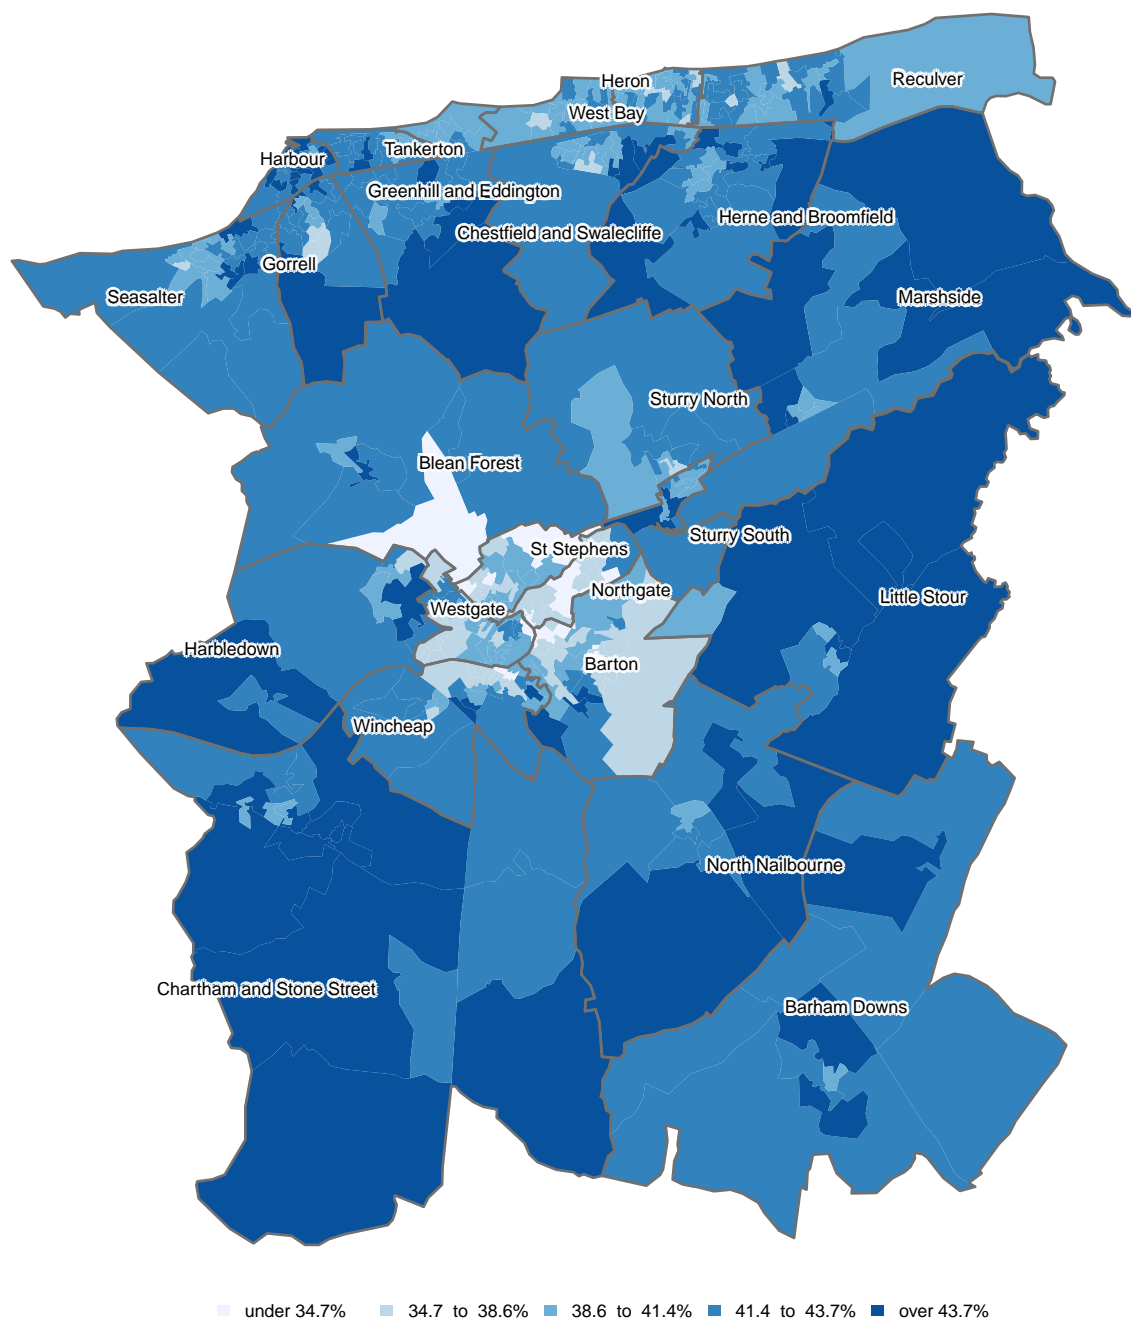 Reculver
Heron
West Bay
Tankerton
Harbour
Greenhill and Eddington
Herne and Broomfield
Chestfield and Swalecliffe
Gorrell
Seasalter
Marshside
Sturry North
Blean Forest
Sturry South
St Stephens
Northgate
Little Stour
Westgate
Harbledown
Barton
Wincheap
North Nailbourne
Chartham and Stone Street
Barham Downs
under 34.7% 34.7 to 38.6% 38.6 to 41.4% 41.4 to 43.7% over 43.7%